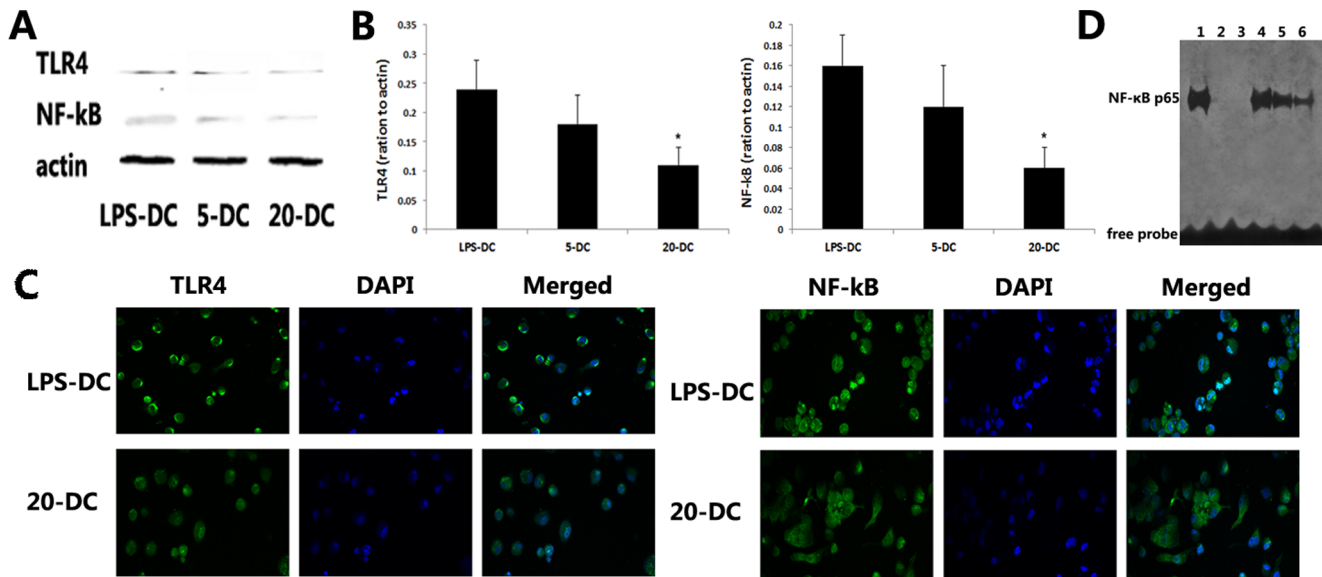 A
TLR4
NF-kB
actin
LPS-DC 5-DC 20-DC
B
TLR4 (ration to actin)
0.35
0.3
0.25
0.2
0.15
0.1
0.05
0
*
LPS-DC 5-DC 20-DC
NF-kB (ration to actin)
0.2
0.18
0.16
0.14
0.12
0.1
0.08
0.06
0.04
0.02
0
*
LPS-DC 5-DC 20-DC
D
1 2 3 4 5 6
NF-κB p65
free probe
C
TLR4 DAPI Merged
LPS-DC
20-DC
NF-kB DAPI Merged
LPS-DC
20-DC